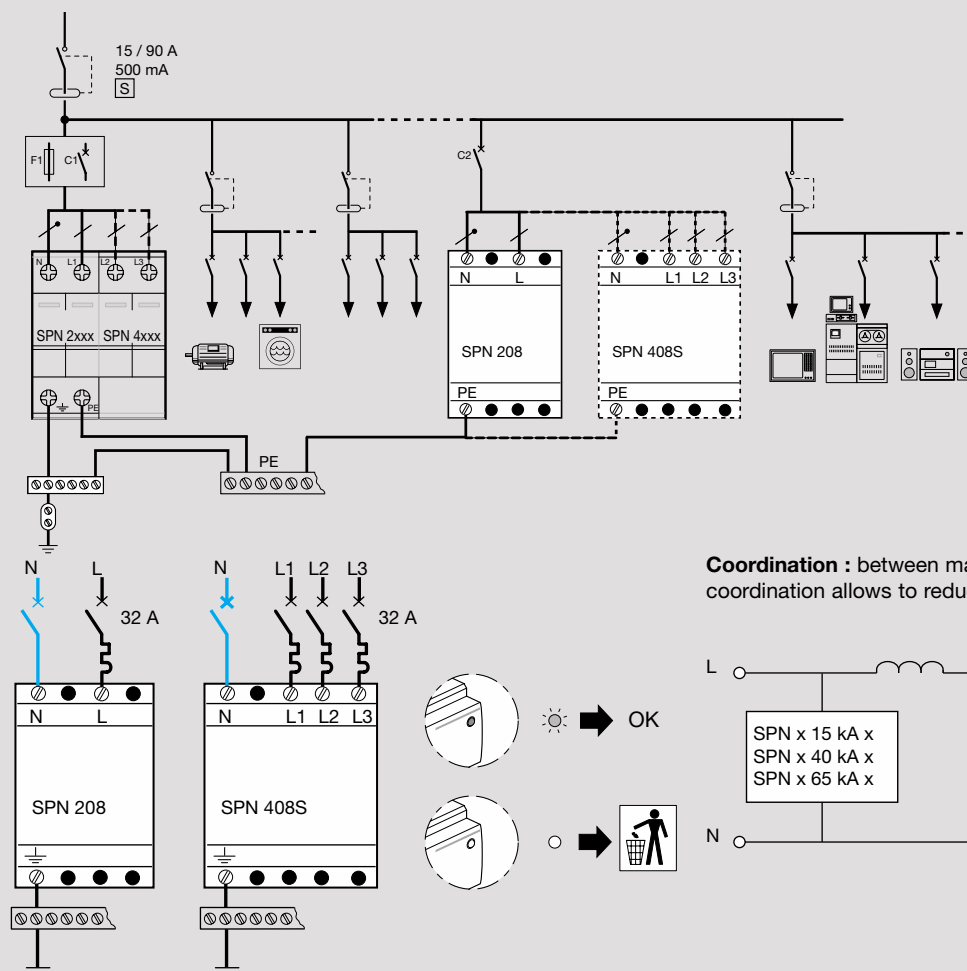 15 / 90 A
500 mA
S
F1 C1
C2
N L1 L2 L3
SPN 2xxx SPN 4xxx
PE
N L
SPN 208
PE
N L1 L2 L3
SPN 408S
PE
PE
N L
32 A
N L
SPN 208
N L1 L2 L3
32 A
N L1 L2 L3
SPN 408S
OK
Coordination : between ma
coordination allows to redu
L
SPN x 15 kA x
SPN x 40 kA x
SPN x 65 kA x
N